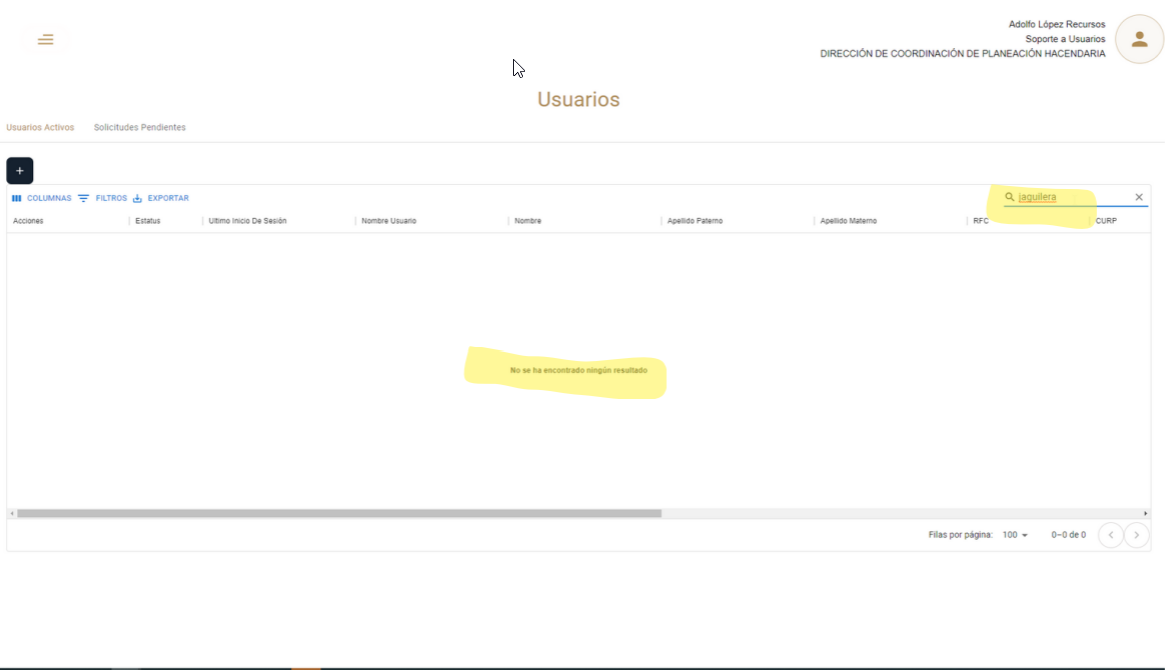 Adolfo López Recursos
Soporte a Usuarios
DIRECCIÓN DE COORDINACIÓN DE PLANEACIÓN HACENDARIA
Usuarios
Usuarios Activos Solicitudes Pendientes
+
COLUMNAS FILTROS EXPORTAR jaguilera
Acciones Estatus Ultimo Inicio De Sesión Nombre Usuario Nombre Apellido Paterno Apellido Materno RFC CURP
No se ha encontrado ningún resultado
Filas por página: 100 0–0 de 0